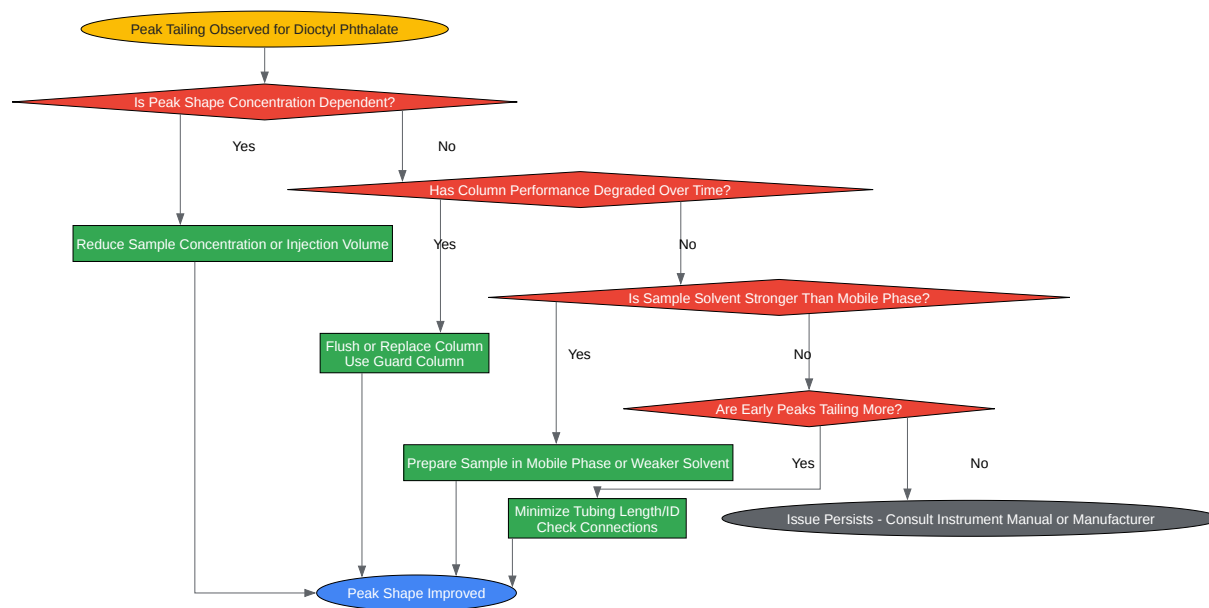 Peak Tailing Observed for Dioctyl Phthalate
Is Peak Shape Concentration Dependent?
Yes
No
Has Column Performance Degraded Over Time?
Reduce Sample Concentration or Injection Volume
Yes
No
Is Sample Solvent Stronger Than Mobile Phase?
Flush or Replace Column
Use Guard Column
Yes
No
Are Early Peaks Tailing More?
Prepare Sample in Mobile Phase or Weaker Solvent
Yes
No
Minimize Tubing Length/ID
Check Connections
Issue Persists - Consult Instrument Manual or Manufacturer
Peak Shape Improved